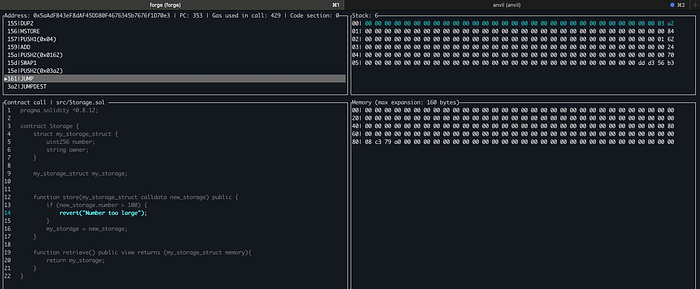 forge (forge)
⌘1
anvil (anvil)
⌘2
Address: 0x5aAdFB43eF8dAF45DD80F4676345b7676f1D70e3 | PC: 353 | Gas used in call: 429 | Code section: 0
155|DUP2
156|MSTORE
157|PUSH1(0x04)
159|ADD
15a|PUSH2(0x0162)
15d|SWAP1
15e|PUSH2(0x03a2)
▶161|JUMP
3a2|JUMPDEST
Stack: 6
00| 00 00 00 00 00 00 00 00 00 00 00 00 00 00 00 00 00 00 00 00 00 00 00 00 00 00 00 00 00 00 03 a2
01| 00 00 00 00 00 00 00 00 00 00 00 00 00 00 00 00 00 00 00 00 00 00 00 00 00 00 00 00 00 00 00 84
02| 00 00 00 00 00 00 00 00 00 00 00 00 00 00 00 00 00 00 00 00 00 00 00 00 00 00 00 00 00 00 01 62
03| 00 00 00 00 00 00 00 00 00 00 00 00 00 00 00 00 00 00 00 00 00 00 00 00 00 00 00 00 00 00 00 24
04| 00 00 00 00 00 00 00 00 00 00 00 00 00 00 00 00 00 00 00 00 00 00 00 00 00 00 00 00 00 00 00 70
05| 00 00 00 00 00 00 00 00 00 00 00 00 00 00 00 00 00 00 00 00 00 00 00 00 00 00 00 00 dd d3 56 b3
Contract call | src/Storage.sol
1 pragma solidity ^0.8.12;
2
3 contract Storage {
4 struct my_storage_struct {
5 uint256 number;
6 string owner;
7 }
8
9 my_storage_struct my_storage;
10
11
12 function store(my_storage_struct calldata new_storage) public {
13 if (new_storage.number > 100) {
14 revert("Number too large");
15 }
16 my_storage = new_storage;
17 }
18
19 function retrieve() public view returns (my_storage_struct memory){
20 return my_storage;
21 }
22 }
Memory (max expansion: 160 bytes)
00| 00 00 00 00 00 00 00 00 00 00 00 00 00 00 00 00 00 00 00 00 00 00 00 00 00 00 00 00 00 00 00 00
20| 00 00 00 00 00 00 00 00 00 00 00 00 00 00 00 00 00 00 00 00 00 00 00 00 00 00 00 00 00 00 00 00
40| 00 00 00 00 00 00 00 00 00 00 00 00 00 00 00 00 00 00 00 00 00 00 00 00 00 00 00 00 00 00 00 80
60| 00 00 00 00 00 00 00 00 00 00 00 00 00 00 00 00 00 00 00 00 00 00 00 00 00 00 00 00 00 00 00 00
80| 08 c3 79 a0 00 00 00 00 00 00 00 00 00 00 00 00 00 00 00 00 00 00 00 00 00 00 00 00 00 00 00 00